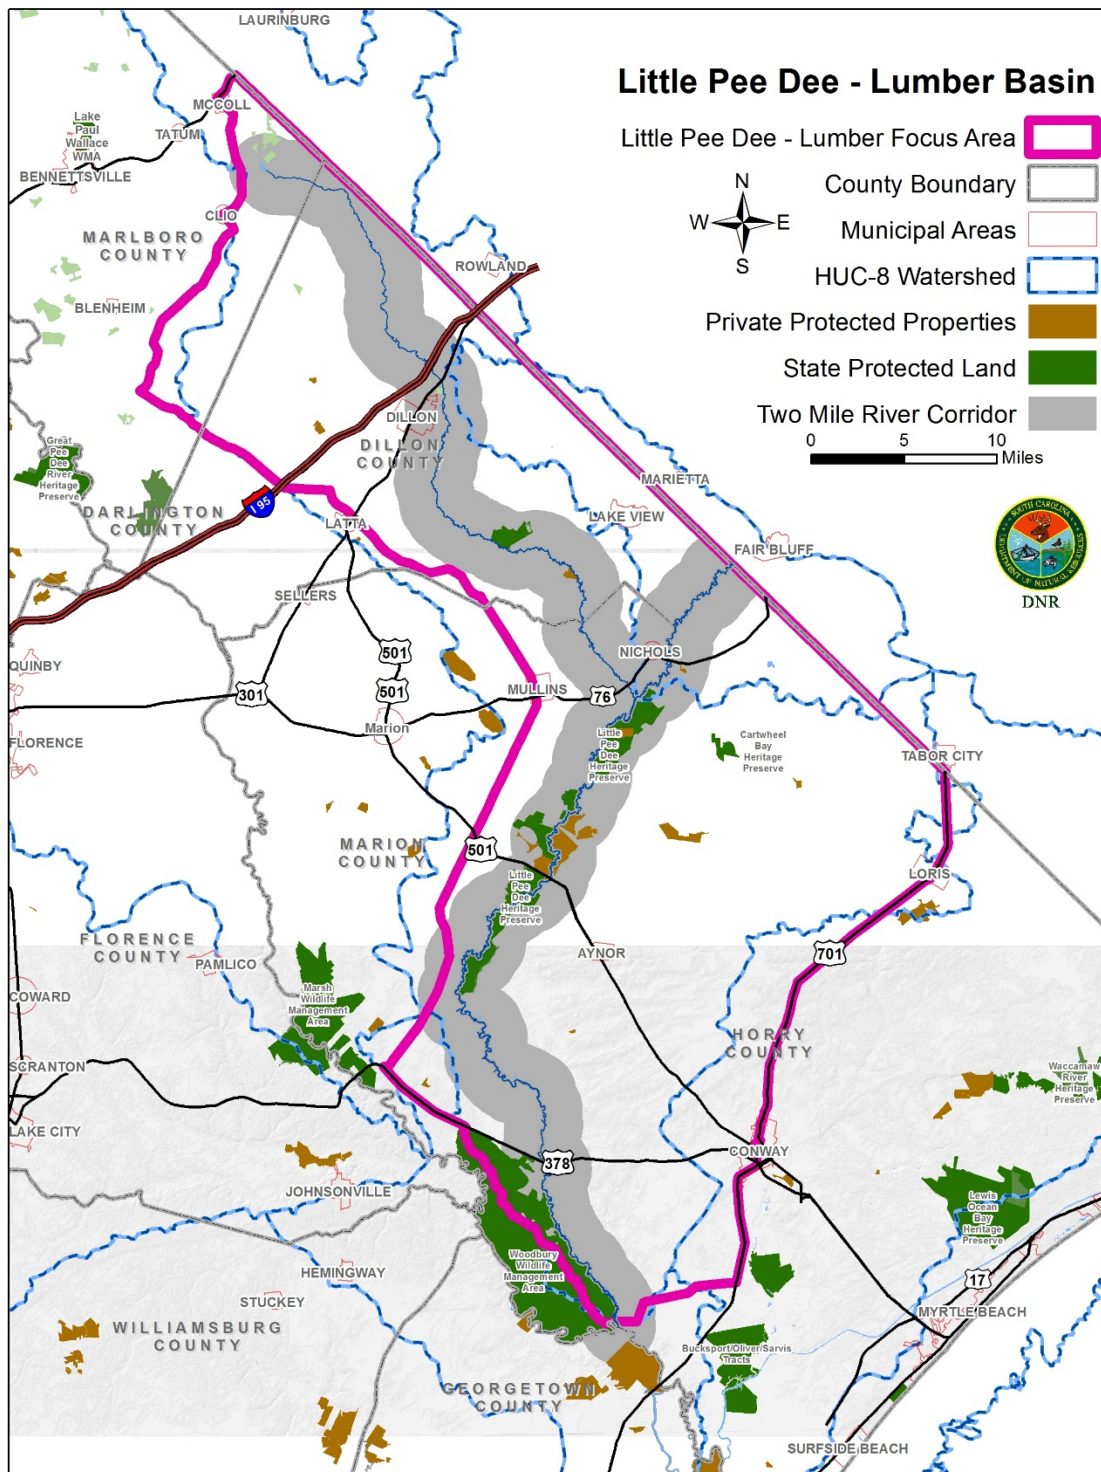 LAURINBURG
Little Pee Dee - Lumber Basin
Little Pee Dee - Lumber Focus Area
County Boundary
Municipal Areas
HUC-8 Watershed
Private Protected Properties
State Protected Land
Two Mile River Corridor
0 5 10
Miles
N
W E
S
MCCOLL
Lake
Paul
Wallace
WMA
TATUM
BENNETTSVILLE
CLIO
MARLBORO
COUNTY
ROWLAND
BLENHEIM
DILLON
DILLON
COUNTY
Great
Pee
Dee
River
Heritage
Preserve
I 95
DARLINGTON
COUNTY
LATTA
MARIETTA
LAKE VIEW
FAIR BLUFF
SOUTH CAROLINA
DEPARTMENT OF NATURAL RESOURCES
DNR
SELLERS
501
501
301
QUINBY
NICHOLS
MULLINS
76
Marion
FLORENCE
Little
Pee
Dee
Heritage
Preserve
Cartwheel
Bay
Heritage
Preserve
TABOR CITY
MARION
COUNTY
501
LORIS
Little
Pee
Dee
Heritage
Preserve
FLORENCE
COUNTY
PAMLICO
AYNOR
701
COWARD
Marsh
Wildlife
Management
Area
HORRY
COUNTY
SCRANTON
Waccamaw
River
Heritage
Preserve
LAKE CITY
378
CONWAY
JOHNSONVILLE
Lewis
Ocean
Bay
Heritage
Preserve
Woodbury
Wildlife
Management
Area
HEMINGWAY
17
STUCKEY
MYRTLE BEACH
WILLIAMSBURG
COUNTY
Bucksport/Oliver/Sarvis
Tracts
GEORGETOWN
COUNTY
SURFSIDE BEACH